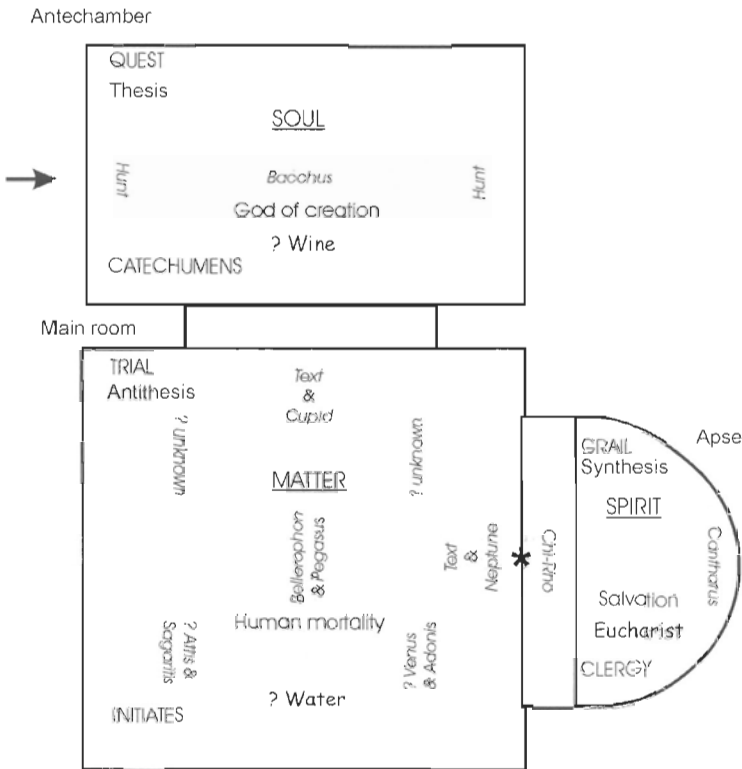 Antechamber
QUEST
Thesis
SOUL
Hunt
Bacchus
Hunt
God of creation
? Wine
CATECHUMENS
Main room
TRIAL
Antithesis
Text
&
Cupid
? unknown
? unknown
MATTER
Bellerophon
& Pegasus
Text
&
Neptune
*
Human mortality
? Attis &
Sagaritis
? Venus
& Adonis
? Water
INITIATES
Chi-Rho
Apse
GRAIL
Synthesis
SPIRIT
Cantharus
Salvation
Eucharist
CLERGY